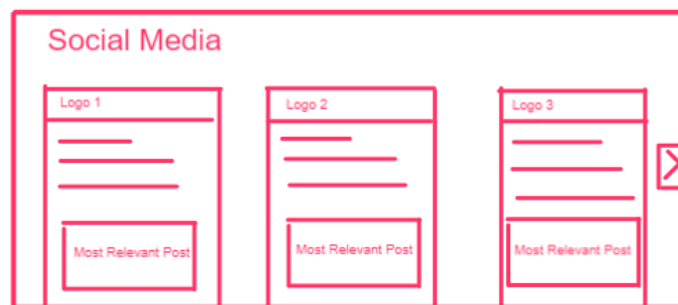 Social Media
Logo 1
Logo 2
Logo 3
Most Relevant Post
Most Relevant Post
Most Relevant Post